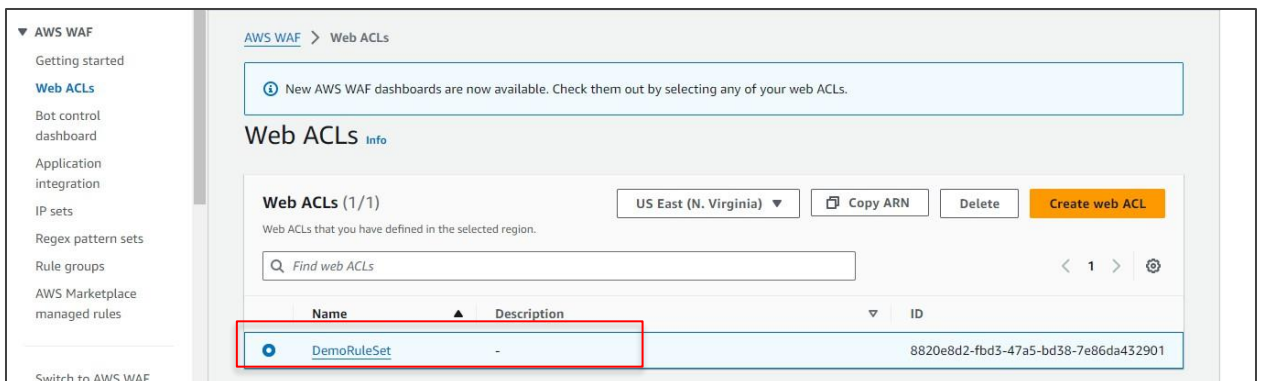 AWS WAF
Getting started
Web ACLs
Bot control
dashboard
Application
integration
IP sets
Regex pattern sets
Rule groups
AWS Marketplace
managed rules
Switch to AWS WAF
AWS WAF > Web ACLs
New AWS WAF dashboards are now available. Check them out by selecting any of your web ACLs.
Web ACLs Info
Web ACLs (1/1)
US East (N. Virginia)
Copy ARN
Delete
Create web ACL
Web ACLs that you have defined in the selected region.
Find web ACLs
< 1 >
Name Description ID
DemoRuleSet - 8820e8d2-fbd3-47a5-bd38-7e86da432901